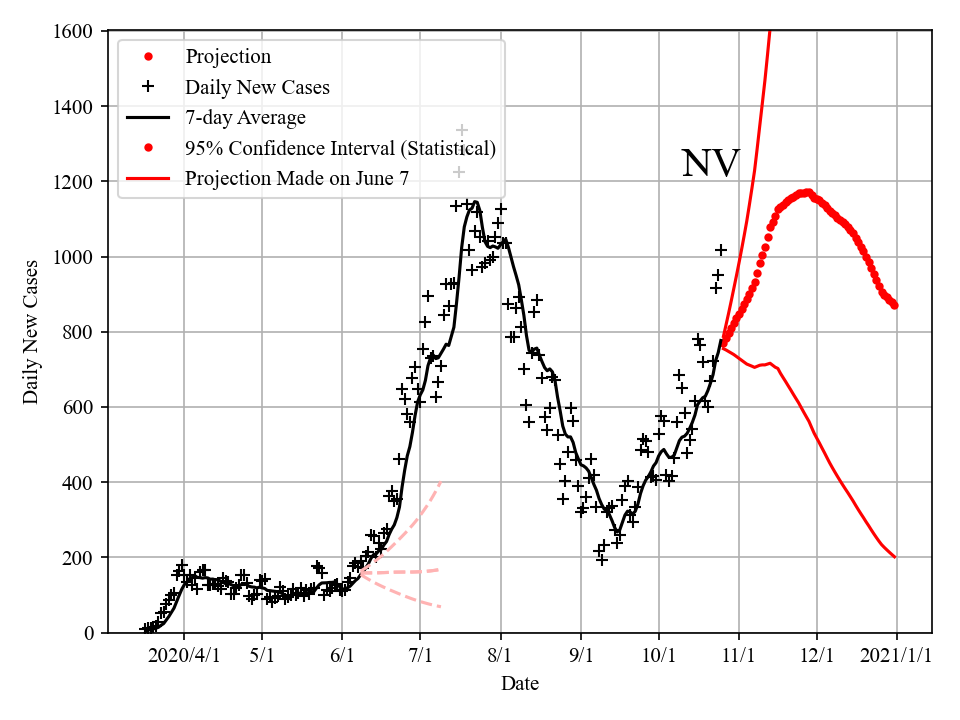 1600
1400
1200
1000
800
600
400
200
0
Daily New Cases
Projection
Daily New Cases
7-day Average
95% Confidence Interval (Statistical)
Projection Made on June 7
NV
2020/4/1 5/1 6/1 7/1 8/1 9/1 10/1 11/1 12/1 2021/1/1
Date